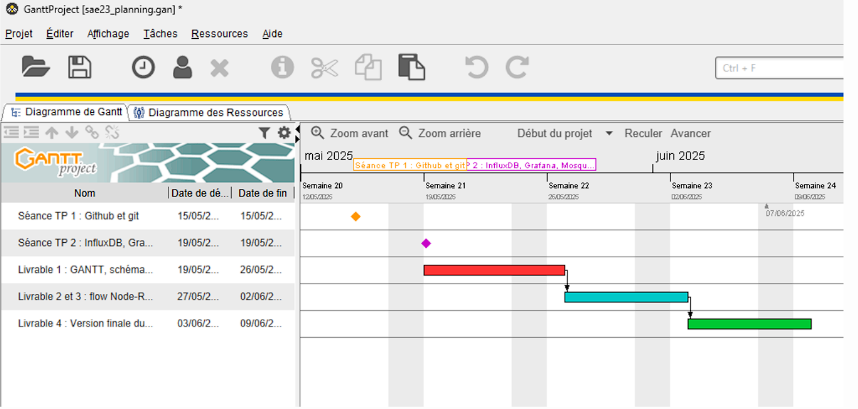 GanttProject [sae23_planning.gan] *
Projet Éditer Affichage Tâches Ressources Aide
Ctrl + F
Diagramme de Gantt Diagramme des Ressources
Zoom avant Zoom arrière Début du projet Reculer Avancer
GANTT project
mai 2025 juin 2025
Séance TP 1 : Github et git P 2 : InfluxDB, Grafana, Mosqu...
Nom Date de dé... Date de fin
Semaine 20 Semaine 21 Semaine 22 Semaine 23 Semaine 24
12/05/2025 19/05/2025 26/05/2025 02/06/2025 09/06/2025
07/06/2025
Séance TP 1 : Github et git 15/05/2... 15/05/2...
Séance TP 2 : InfluxDB, Gra... 19/05/2... 19/05/2...
Livrable 1 : GANTT, schéma... 19/05/2... 26/05/2...
Livrable 2 et 3 : flow Node-R... 27/05/2... 02/06/2...
Livrable 4 : Version finale du... 03/06/2... 09/06/2...